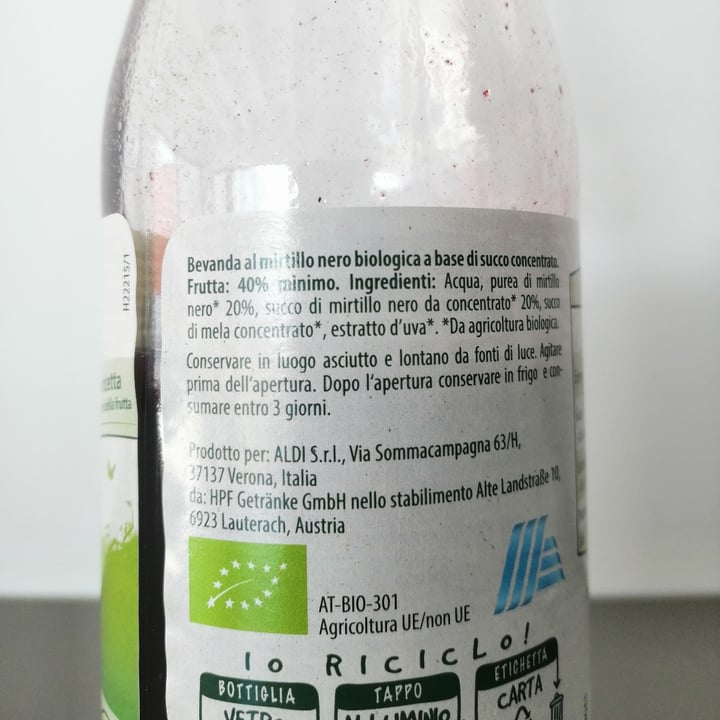 Bevanda al mirtillo nero biologica a base di succo concentrato.
Frutta: 40% minimo. Ingredienti: Acqua, purea di mirtillo
nero* 20%, succo di mirtillo nero da concentrato* 20%, succo
di mela concentrato*, estratto d'uva*. *Da agricoltura biologica.
Conservare in luogo asciutto e lontano da fonti di luce. Agitare
prima dell'apertura. Dopo l'apertura conservare in frigo e con-
sumare entro 3 giorni.
Prodotto per: ALDI S.r.l., Via Sommacampagna 63/H,
37137 Verona, Italia
da: HPF Getränke GmbH nello stabilimento Alte Landstraße 10,
6923 Lauterach, Austria
AT-BIO-301
Agricoltura UE/non UE
IO RICICLO!
BOTTIGLIA TAPPO ETICHETTA
VETRO ALLUMINIO CARTA
H22215/1
frutta